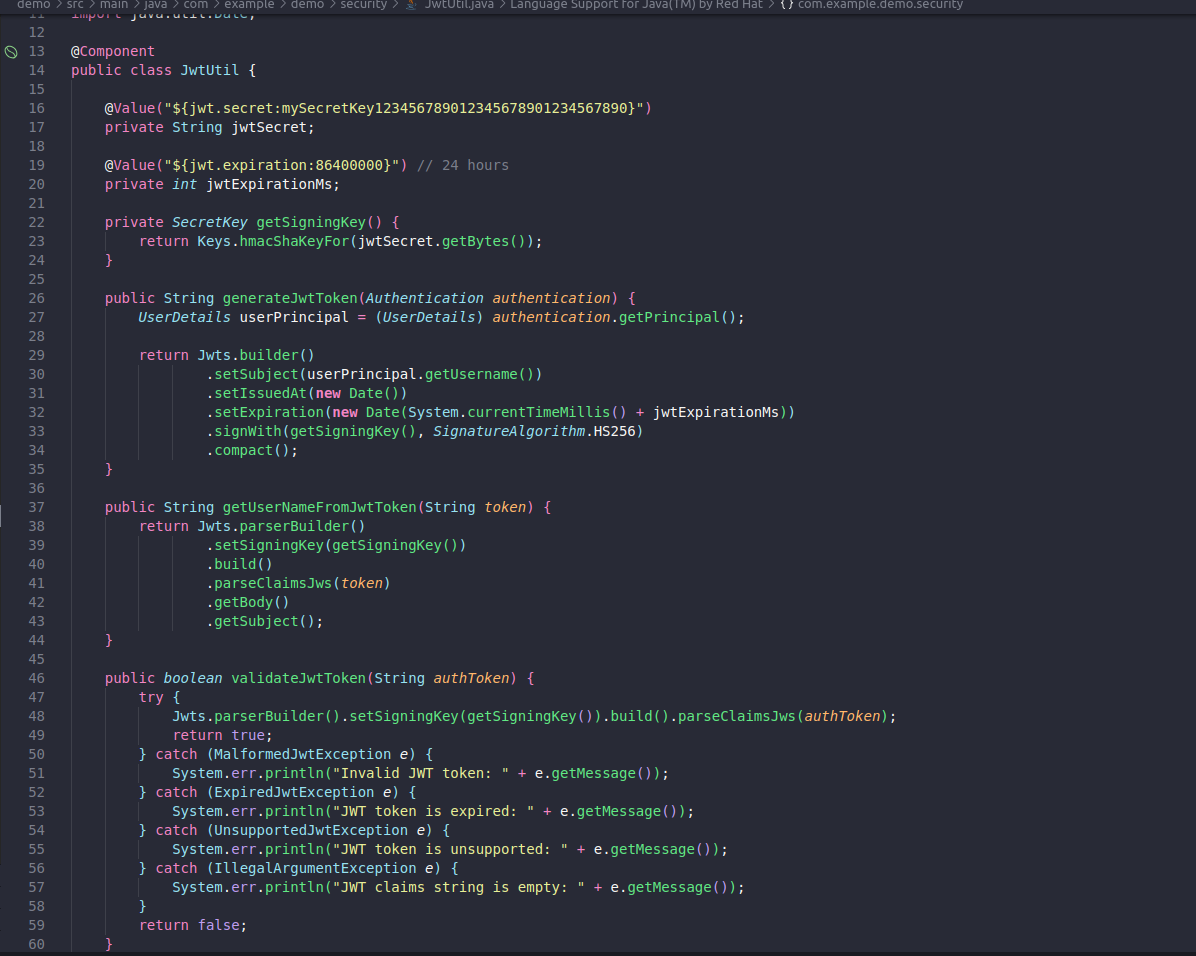 demo > src > main > java > com > example > demo > security > JwtUtil.java > Language Support for Java(TM) by Red Hat > {} com.example.demo.security
11 import java.util.Date;
12
13 @Component
14 public class JwtUtil {
15
16 @Value("${jwt.secret:mySecretKey123456789012345678901234567890}")
17 private String jwtSecret;
18
19 @Value("${jwt.expiration:86400000}") // 24 hours
20 private int jwtExpirationMs;
21
22 private SecretKey getSigningKey() {
23 return Keys.hmacShaKeyFor(jwtSecret.getBytes());
24 }
25
26 public String generateJwtToken(Authentication authentication) {
27 UserDetails userPrincipal = (UserDetails) authentication.getPrincipal();
28
29 return Jwts.builder()
30 .setSubject(userPrincipal.getUsername())
31 .setIssuedAt(new Date())
32 .setExpiration(new Date(System.currentTimeMillis() + jwtExpirationMs))
33 .signWith(getSigningKey(), SignatureAlgorithm.HS256)
34 .compact();
35 }
36
37 public String getUserNameFromJwtToken(String token) {
38 return Jwts.parserBuilder()
39 .setSigningKey(getSigningKey())
40 .build()
41 .parseClaimsJws(token)
42 .getBody()
43 .getSubject();
44 }
45
46 public boolean validateJwtToken(String authToken) {
47 try {
48 Jwts.parserBuilder().setSigningKey(getSigningKey()).build().parseClaimsJws(authToken);
49 return true;
50 } catch (MalformedJwtException e) {
51 System.err.println("Invalid JWT token: " + e.getMessage());
52 } catch (ExpiredJwtException e) {
53 System.err.println("JWT token is expired: " + e.getMessage());
54 } catch (UnsupportedJwtException e) {
55 System.err.println("JWT token is unsupported: " + e.getMessage());
56 } catch (IllegalArgumentException e) {
57 System.err.println("JWT claims string is empty: " + e.getMessage());
58 }
59 return false;
60 }